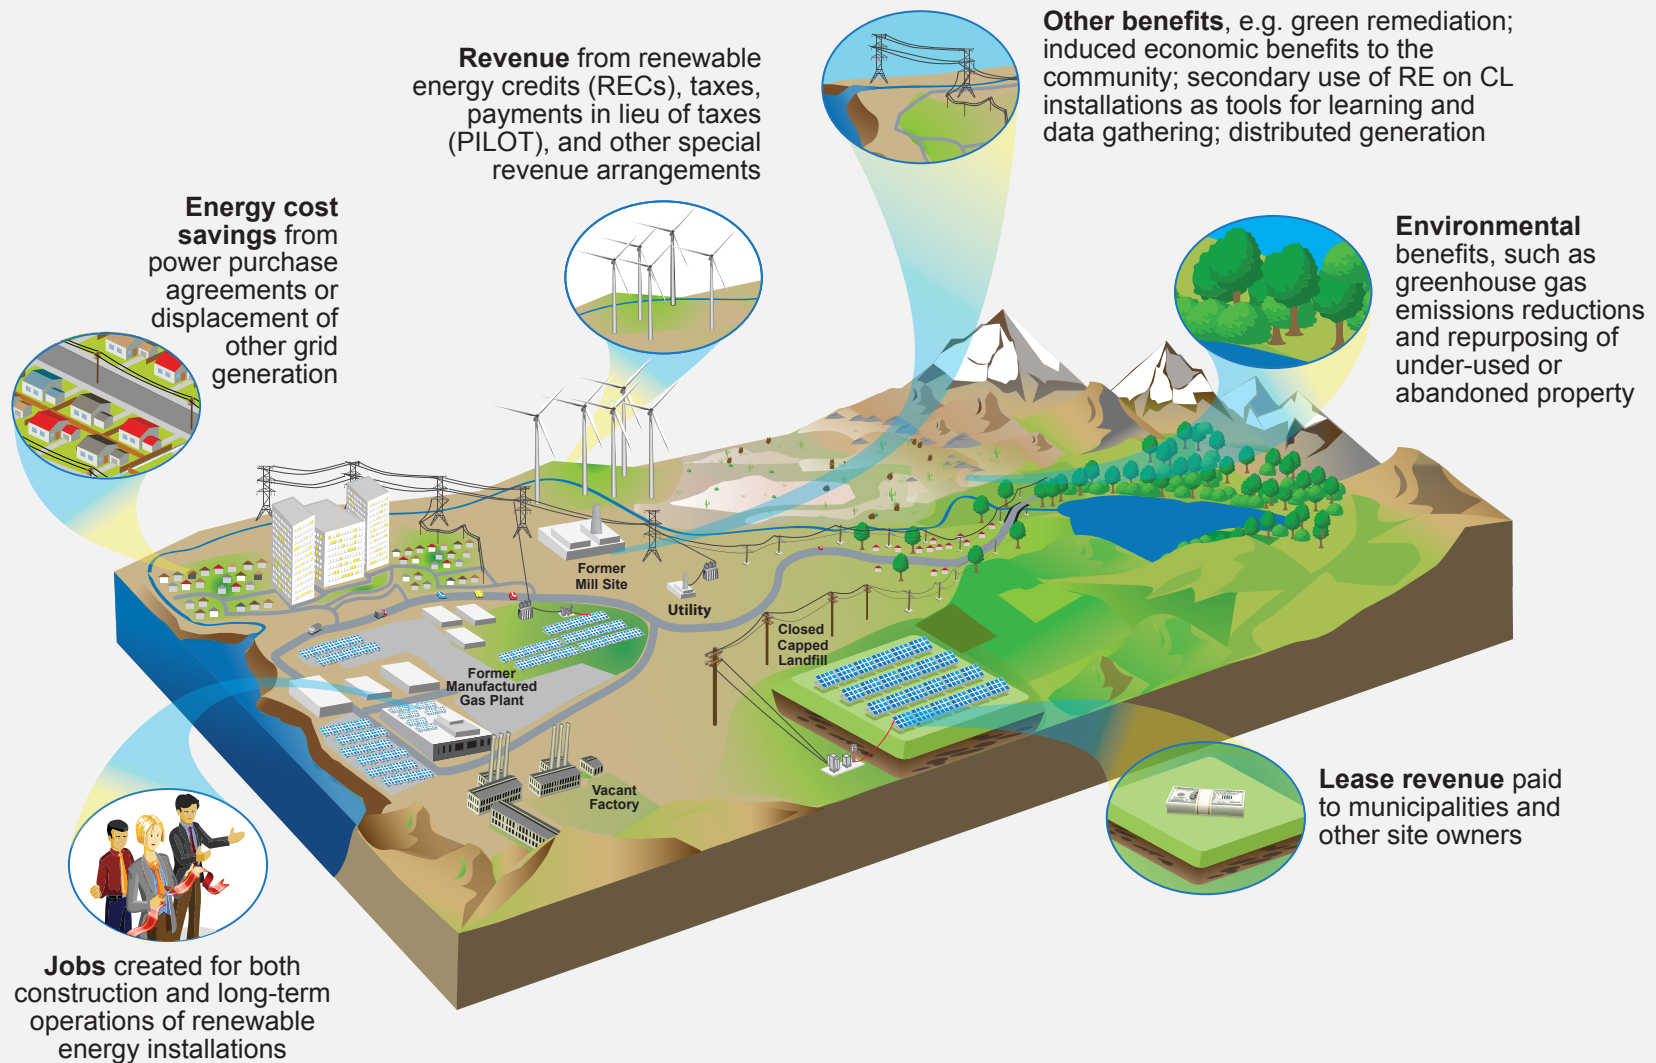 Other benefits, e.g. green remediation;
induced economic benefits to the
community; secondary use of RE on CL
installations as tools for learning and
data gathering; distributed generation
Revenue from renewable
energy credits (RECs), taxes,
payments in lieu of taxes
(PILOT), and other special
revenue arrangements
Energy cost
savings from
power purchase
agreements or
displacement of
other grid
generation
Environmental
benefits, such as
greenhouse gas
emissions reductions
and repurposing of
under-used or
abandoned property
Former
Mill Site
Utility
Closed
Capped
Landfill
Former
Manufactured
Gas Plant
Vacant
Factory
Lease revenue paid
to municipalities and
other site owners
100
Jobs created for both
construction and long-term
operations of renewable
energy installations